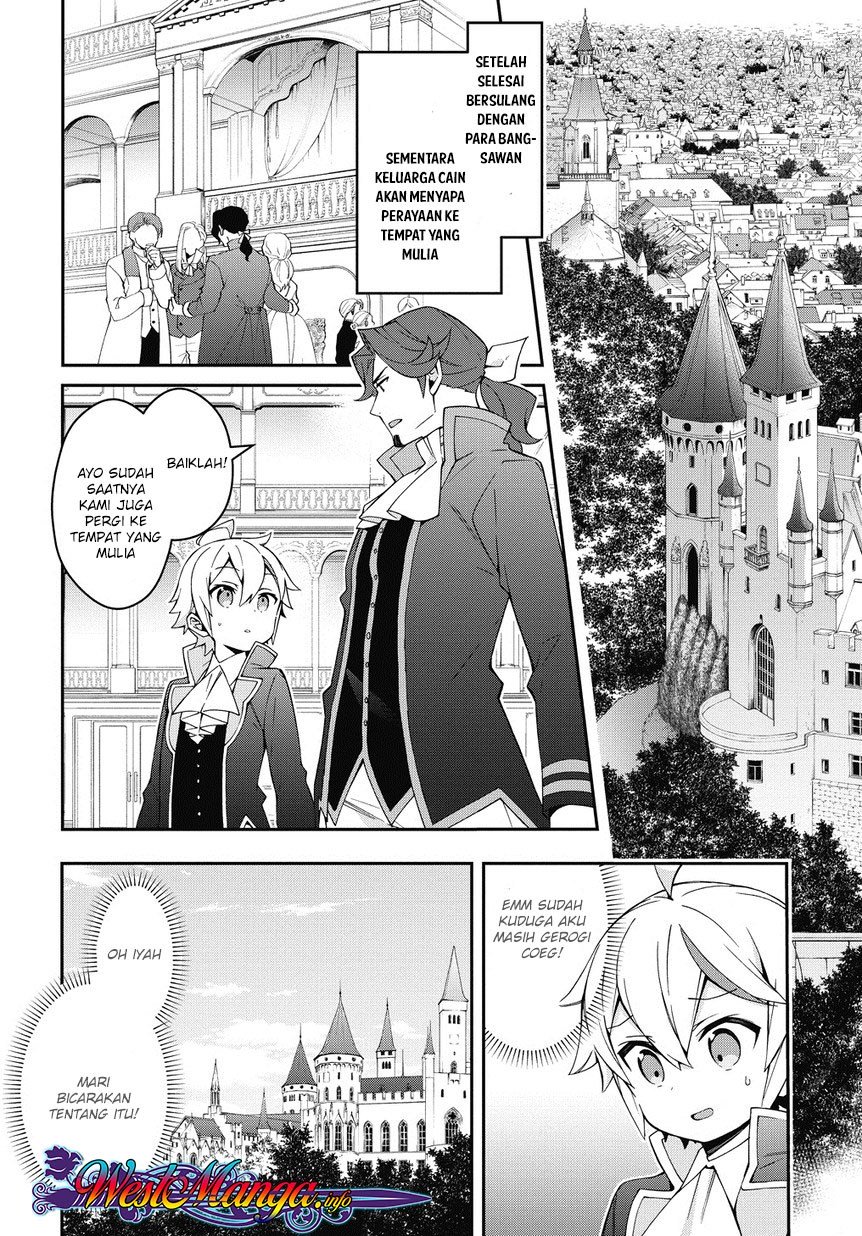 SETELAH
SELESAI
BERSULANG
DENGAN
PARA BANG-
SAWAN
SEMENTARA
KELUARGA CAIN
AKAN MENYAPA
PERAYAAN KE
TEMPAT YANG
MULIA
BAIKLAH!
AYO SUDAH
SAATNYA
KAMI JUGA
PERGI KE
TEMPAT YANG
MULIA
EMM SUDAH
KUDUGA AKU
MASIH GEROGI
COEG!
OH IYAH
MARI
BICARAKAN
TENTANG ITU!
WestManga.info